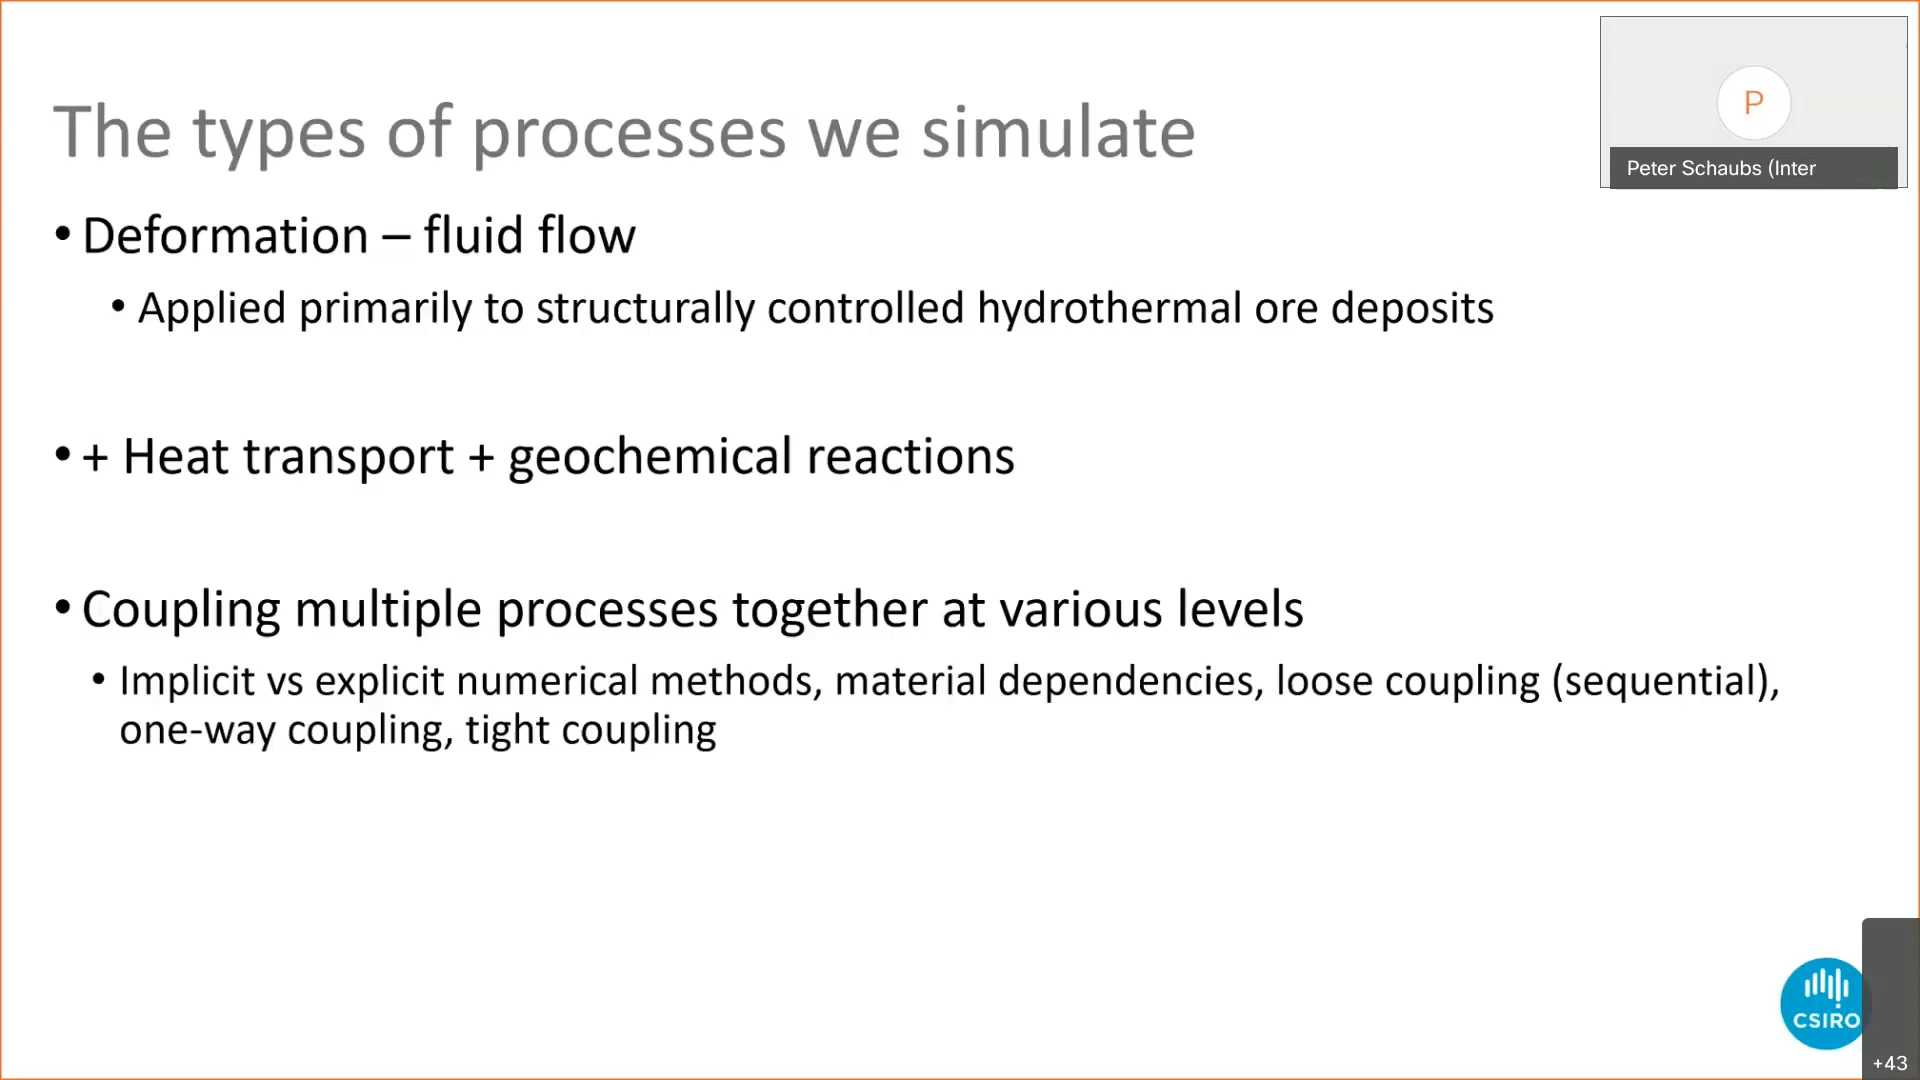 The types of processes we simulate
P
Peter Schaubs (Inter
• Deformation – fluid flow
• Applied primarily to structurally controlled hydrothermal ore deposits
• + Heat transport + geochemical reactions
• Coupling multiple processes together at various levels
• Implicit vs explicit numerical methods, material dependencies, loose coupling (sequential),
one-way coupling, tight coupling
CSIRO
+43